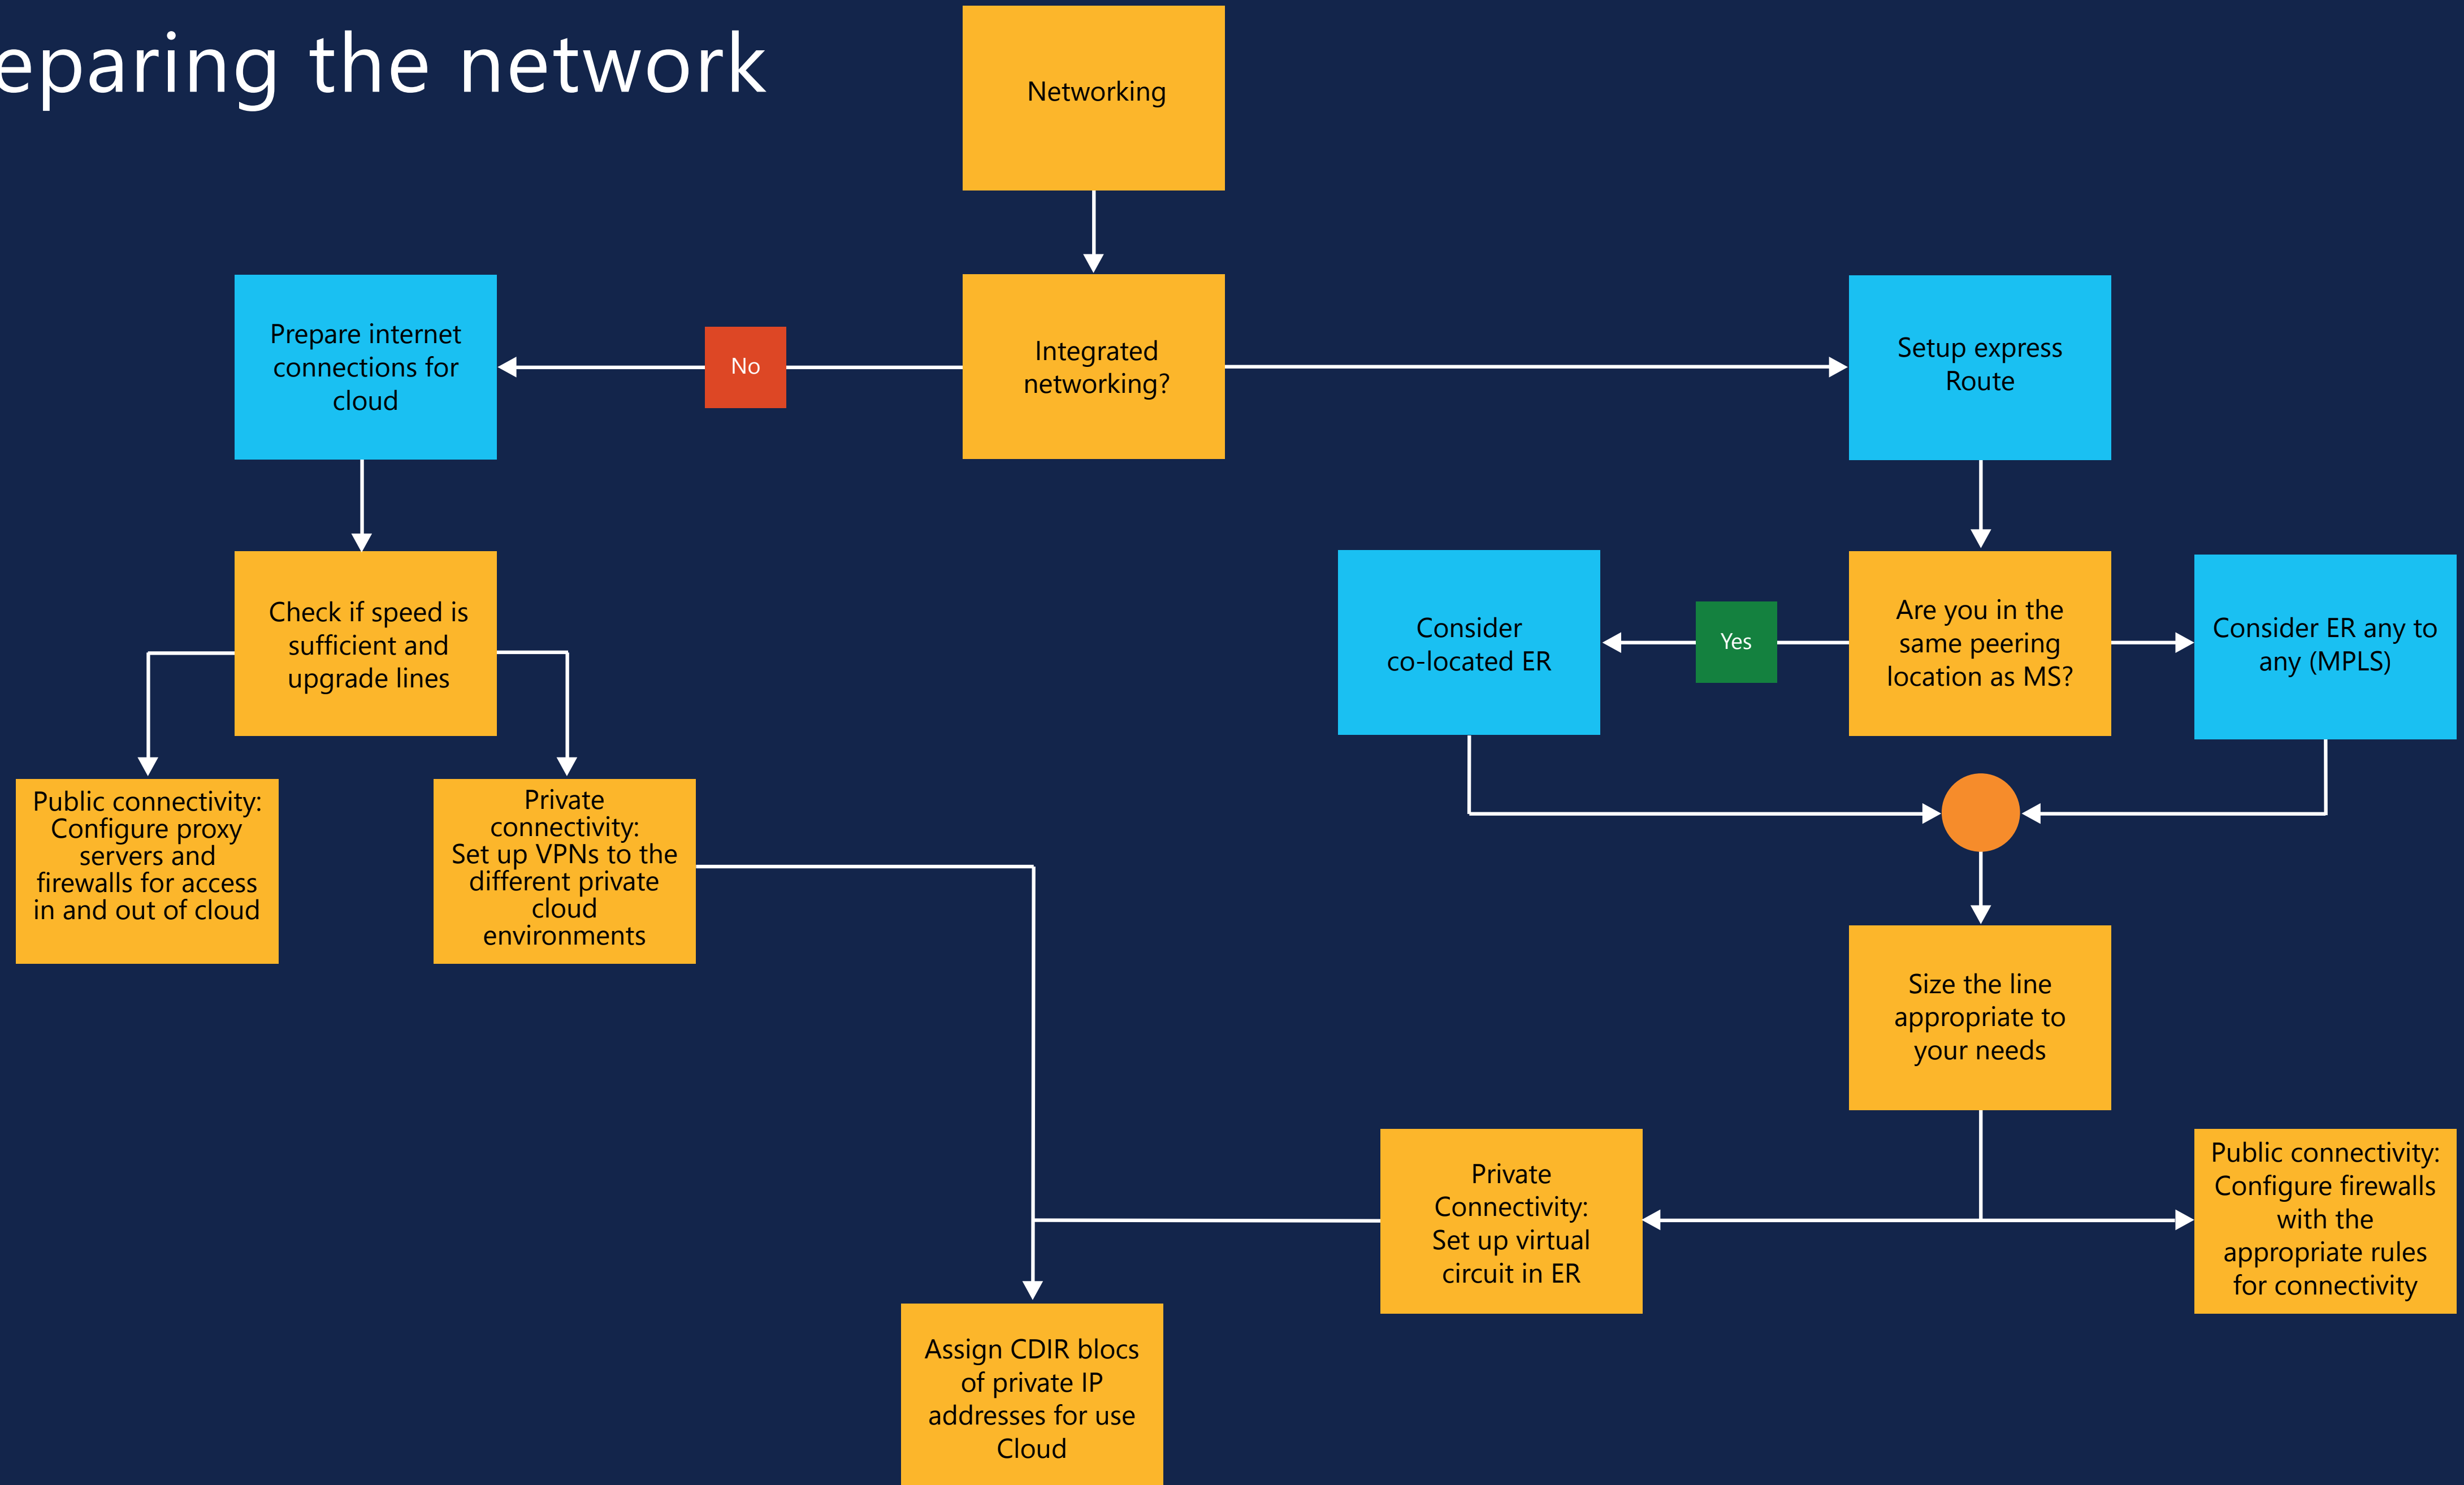 eparing the network
Networking
Prepare internet
connections for
cloud
No
Integrated
networking?
Setup express
Route
Check if speed is
sufficient and
upgrade lines
Consider
co-located ER
Yes
Are you in the
same peering
location as MS?
Consider ER any to
any (MPLS)
Public connectivity:
Configure proxy
servers and
firewalls for access
in and out of cloud
Private
connectivity:
Set up VPNs to the
different private
cloud
environments
Size the line
appropriate to
your needs
Private
Connectivity:
Set up virtual
circuit in ER
Public connectivity:
Configure firewalls
with the
appropriate rules
for connectivity
Assign CDIR blocs
of private IP
addresses for use
Cloud